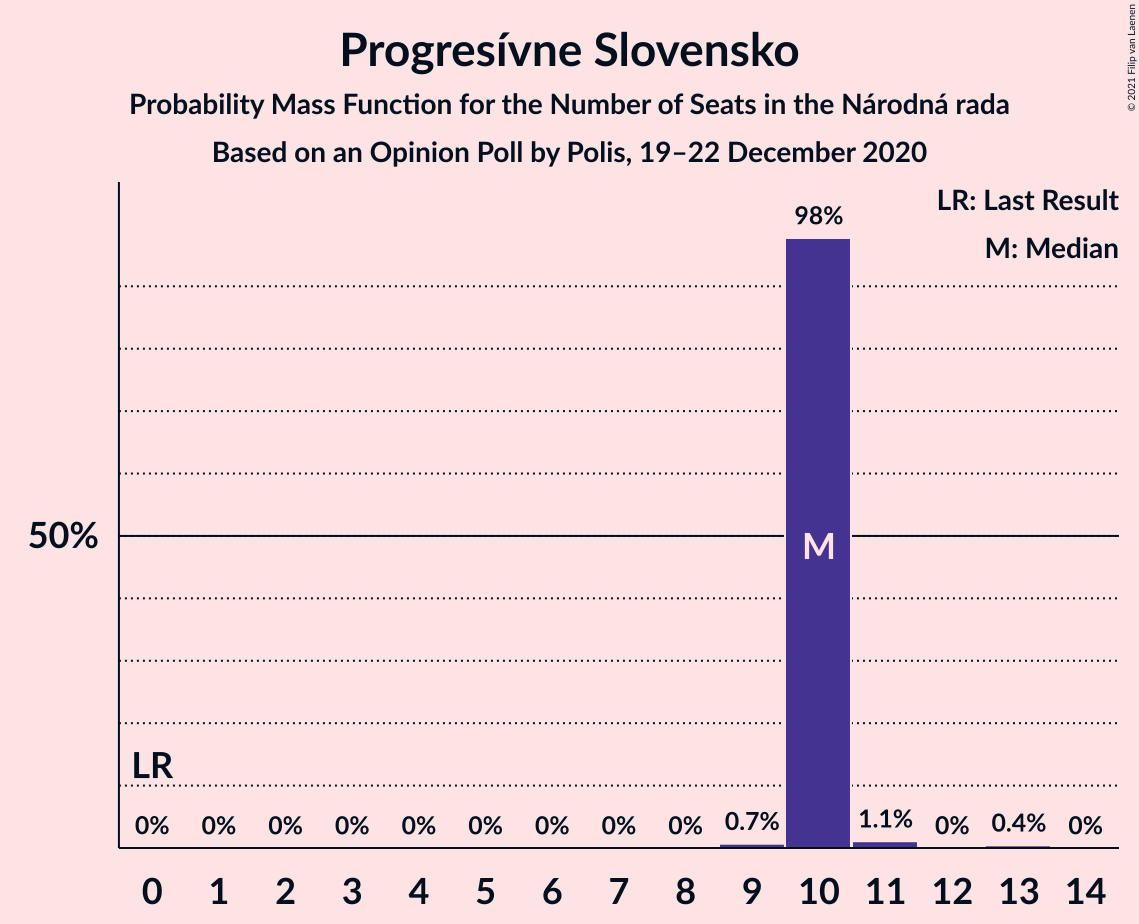 Progresívne Slovensko
Probability Mass Function for the Number of Seats in the Národná rada
Based on an Opinion Poll by Polis, 19–22 December 2020
© 2021 Filip van Laenen
LR: Last Result
M: Median
98%
50%
M
LR
0% 0% 0% 0% 0% 0% 0% 0% 0% 0.7% 1.1% 0% 0.4% 0%
0 1 2 3 4 5 6 7 8 9 10 11 12 13 14